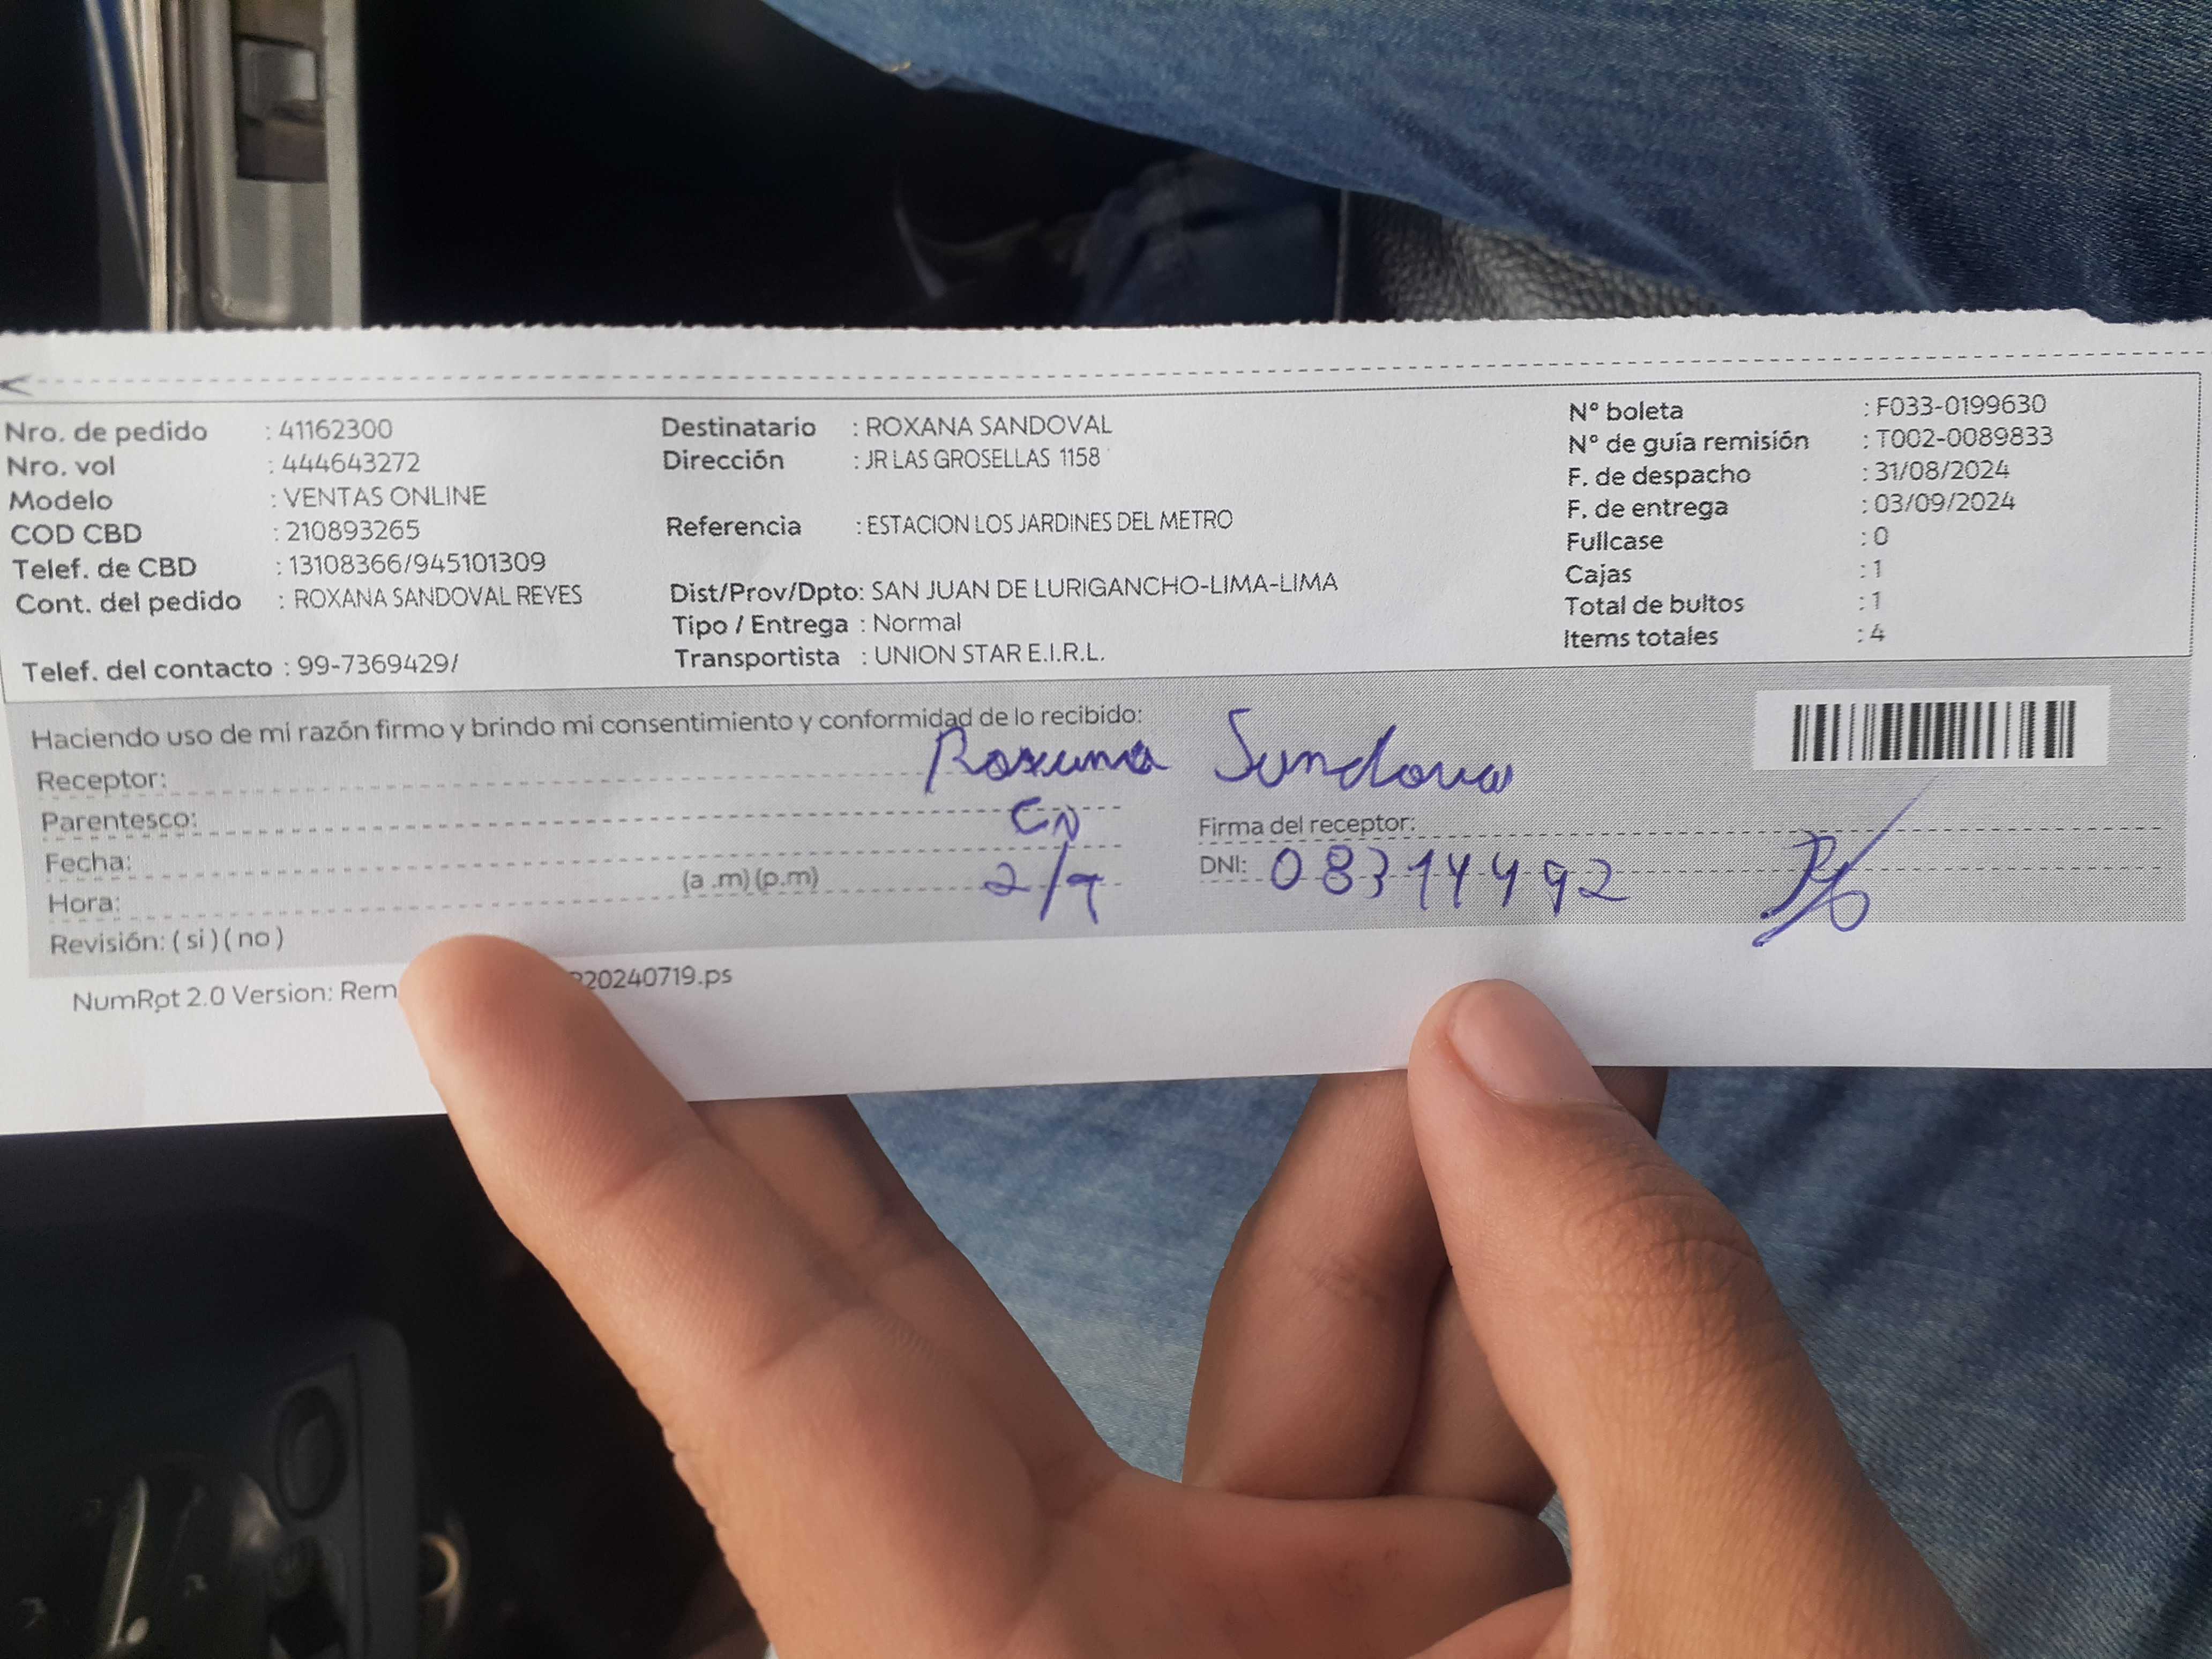 Nro. de pedido : 41162300
Nro. vol : 444643272
Modelo : VENTAS ONLINE
COD CBD : 210893265
Telef. de CBD : 13108366/945101309
Cont. del pedido : ROXANA SANDOVAL REYES
Telef. del contacto : 99-7369429/
Destinatario : ROXANA SANDOVAL
Dirección : JR LAS GROSELLAS 1158
Referencia : ESTACION LOS JARDINES DEL METRO
Dist/Prov/Dpto: SAN JUAN DE LURIGANCHO-LIMA-LIMA
Tipo / Entrega : Normal
Transportista : UNION STAR E.I.R.L.
N° boleta : F033-0199630
N° de guía remisión : T002-0089833
F. de despacho : 31/08/2024
F. de entrega : 03/09/2024
Fullcase : 0
Cajas : 1
Total de bultos : 1
Items totales : 4
Haciendo uso de mi razón firmo y brindo mi consentimiento y conformidad de lo recibido:
Receptor: Roxana Sandova
Parentesco: CN
Fecha: 2/9
Hora: (a .m) (p.m)
Revisión: ( si ) ( no )
Firma del receptor:
DNI: 08314492
NumRpt 2.0 Version: Rem 20240719.ps